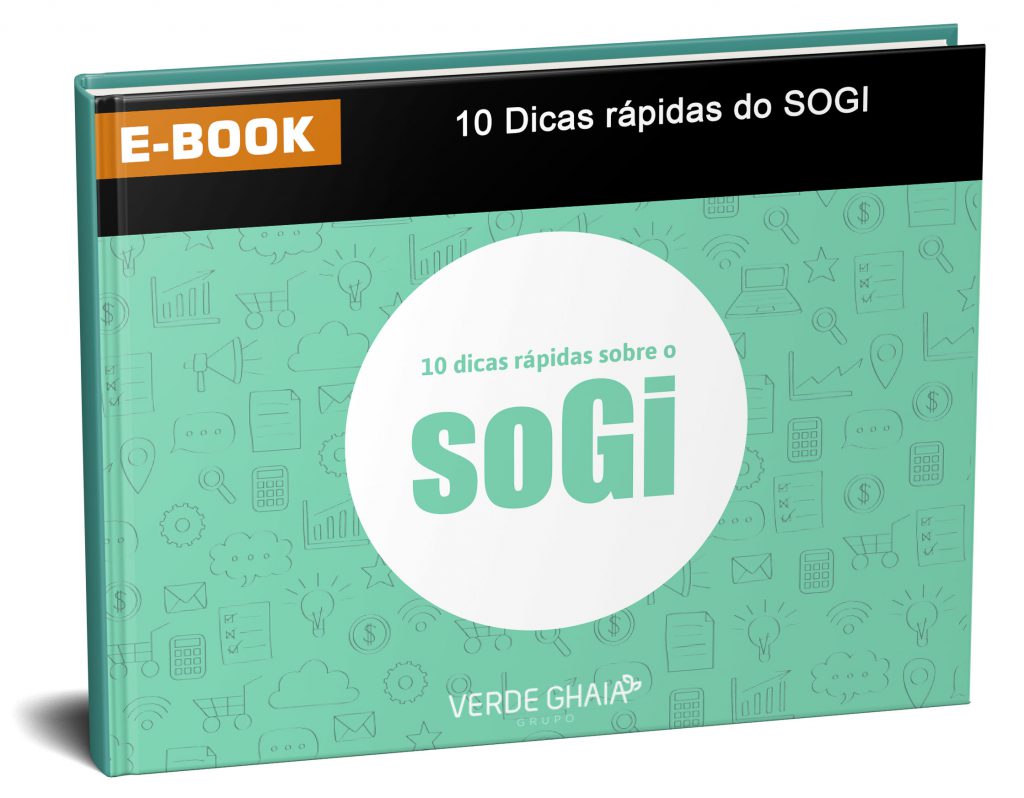 E-BOOK
10 Dicas rápidas do SOGI
10 dicas rápidas sobre o
soGi
VERDE GHAIA
GRUPO